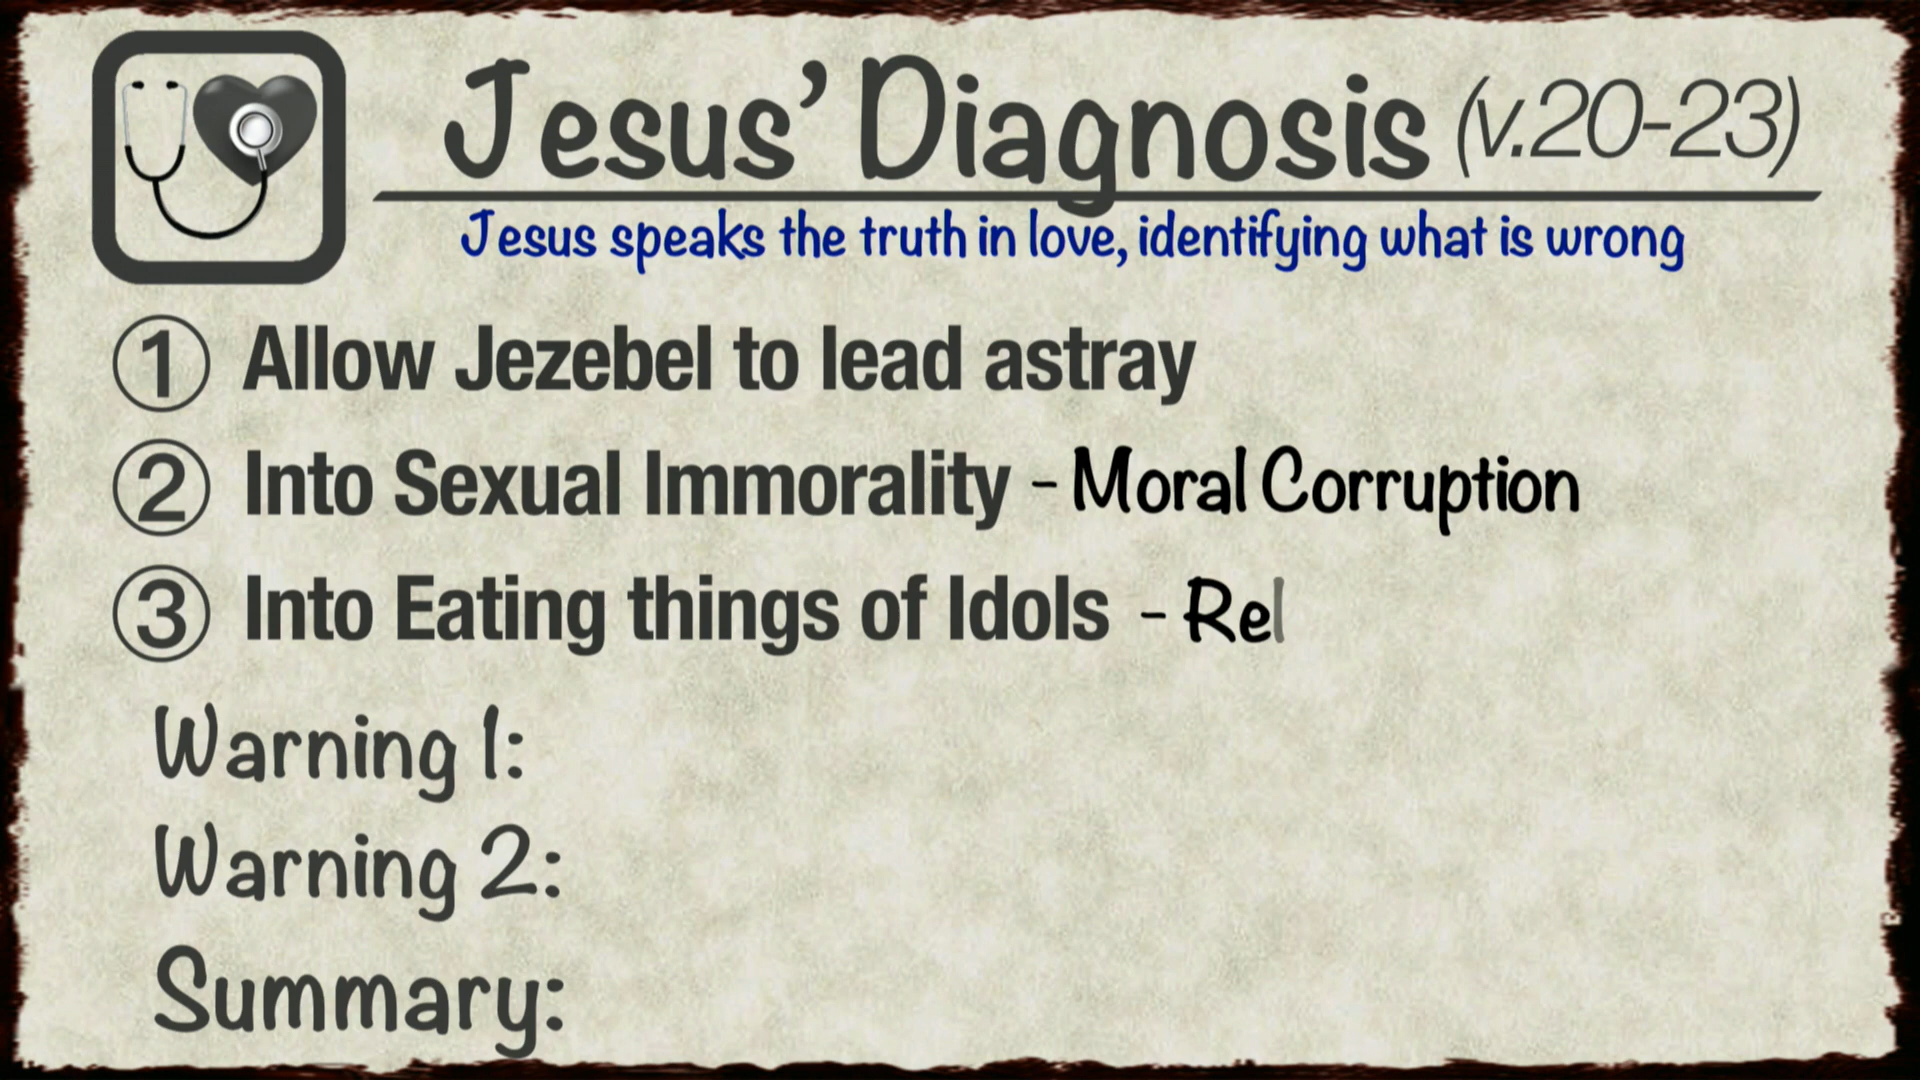 Jesus' Diagnosis (v.20-23)
Jesus speaks the truth in love, identifying what is wrong
1 Allow Jezebel to lead astray
2 Into Sexual Immorality - Moral Corruption
3 Into Eating things of Idols - Rel
Warning 1:
Warning 2:
Summary: